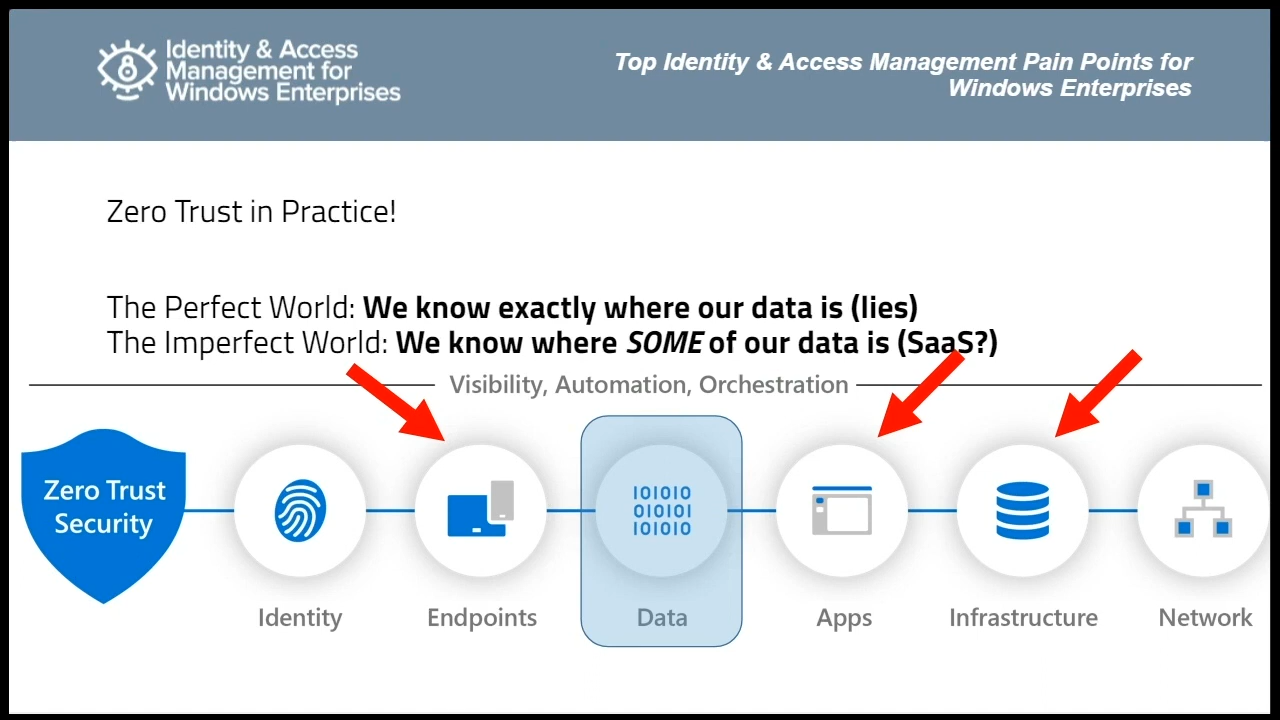 Identity & Access
Management for
Windows Enterprises
Top Identity & Access Management Pain Points for
Windows Enterprises
Zero Trust in Practice!
The Perfect World: We know exactly where our data is (lies)
The Imperfect World: We know where SOME of our data is (SaaS?)
Visibility, Automation, Orchestration
Zero Trust
Security
101010
010101
101010
Identity
Endpoints
Data
Apps
Infrastructure
Network